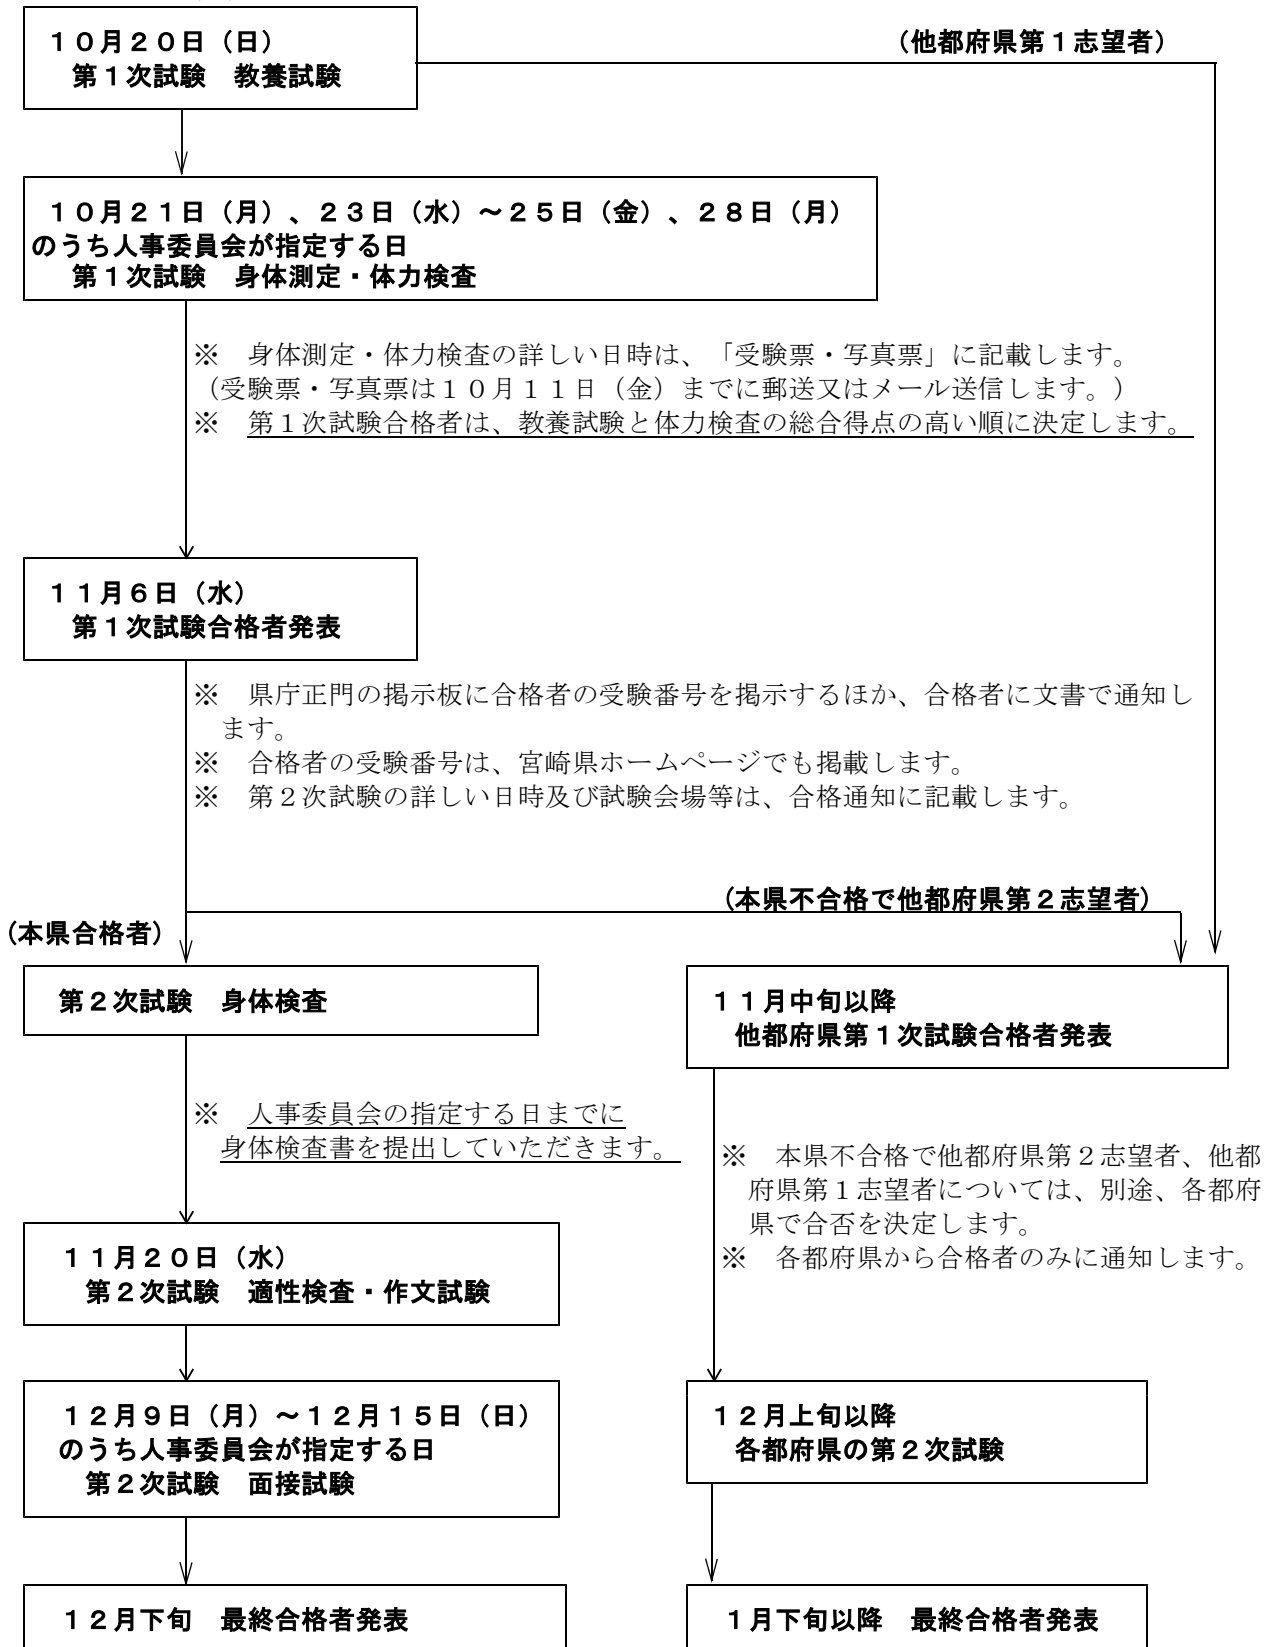 １０月２０日（日）
第１次試験　教養試験
（他都府県第１志望者）
１０月２１日（月）、２３日（水）～２５日（金）、２８日（月）
のうち人事委員会が指定する日
第１次試験　身体測定・体力検査
※　身体測定・体力検査の詳しい日時は、「受験票・写真票」に記載します。
（受験票・写真票は１０月１１日（金）までに郵送又はメール送信します。）
※　第１次試験合格者は、教養試験と体力検査の総合得点の高い順に決定します。
１１月６日（水）
第１次試験合格者発表
※　県庁正門の掲示板に合格者の受験番号を掲示するほか、合格者に文書で通知し
ます。
※　合格者の受験番号は、宮崎県ホームページでも掲載します。
※　第２次試験の詳しい日時及び試験会場等は、合格通知に記載します。
（本県不合格で他都府県第２志望者）
（本県合格者）
第２次試験　身体検査
※　人事委員会の指定する日までに
身体検査書を提出していただきます。
１１月２０日（水）
第２次試験　適性検査・作文試験
１２月９日（月）～１２月１５日（日）
のうち人事委員会が指定する日
第２次試験　面接試験
１２月下旬　最終合格者発表
１１月中旬以降
他都府県第１次試験合格者発表
※　本県不合格で他都府県第２志望者、他都
府県第１志望者については、別途、各都府
県で合否を決定します。
※　各都府県から合格者のみに通知します。
１２月上旬以降
各都府県の第２次試験
１月下旬以降　最終合格者発表